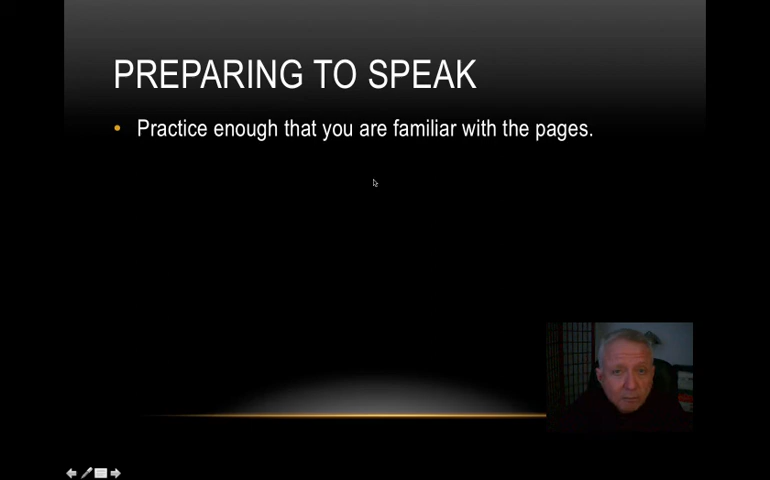 PREPARING TO SPEAK
• Practice enough that you are familiar with the pages.